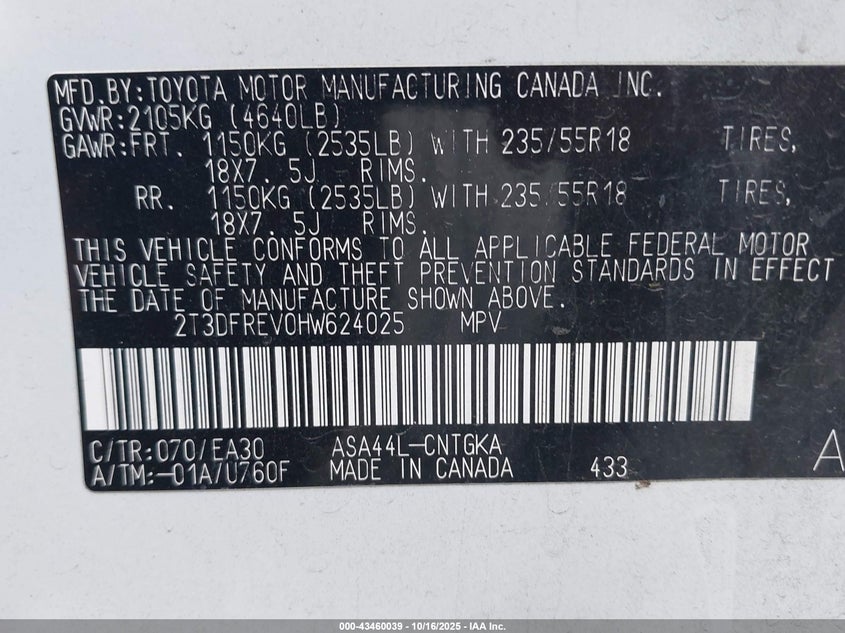 MFD.BY:TOYOTA MOTOR MANUFACTURING CANADA INC.
GVWR:2105KG (4640LB)
GAWR:FRT. 1150KG (2535LB) WITH 235/55R18 TIRES,
18X7. 5J RIMS.
RR. 1150KG (2535LB) WITH 235/55R18 TIRES,
18X7. 5J RIMS.
THIS VEHICLE CONFORMS TO ALL APPLICABLE FEDERAL MOTOR
VEHICLE SAFETY AND THEFT PREVENTION STANDARDS IN EFFECT
THE DATE OF MANUFACTURE SHOWN ABOVE.
2T3DFREV0HW624025 MPV
C/TR:070/EA30 ASA44L-CNTGKA
A/TM:-01A/U760F MADE IN CANADA 433 A
000-43460039 - 10/16/2025 - IAA Inc.